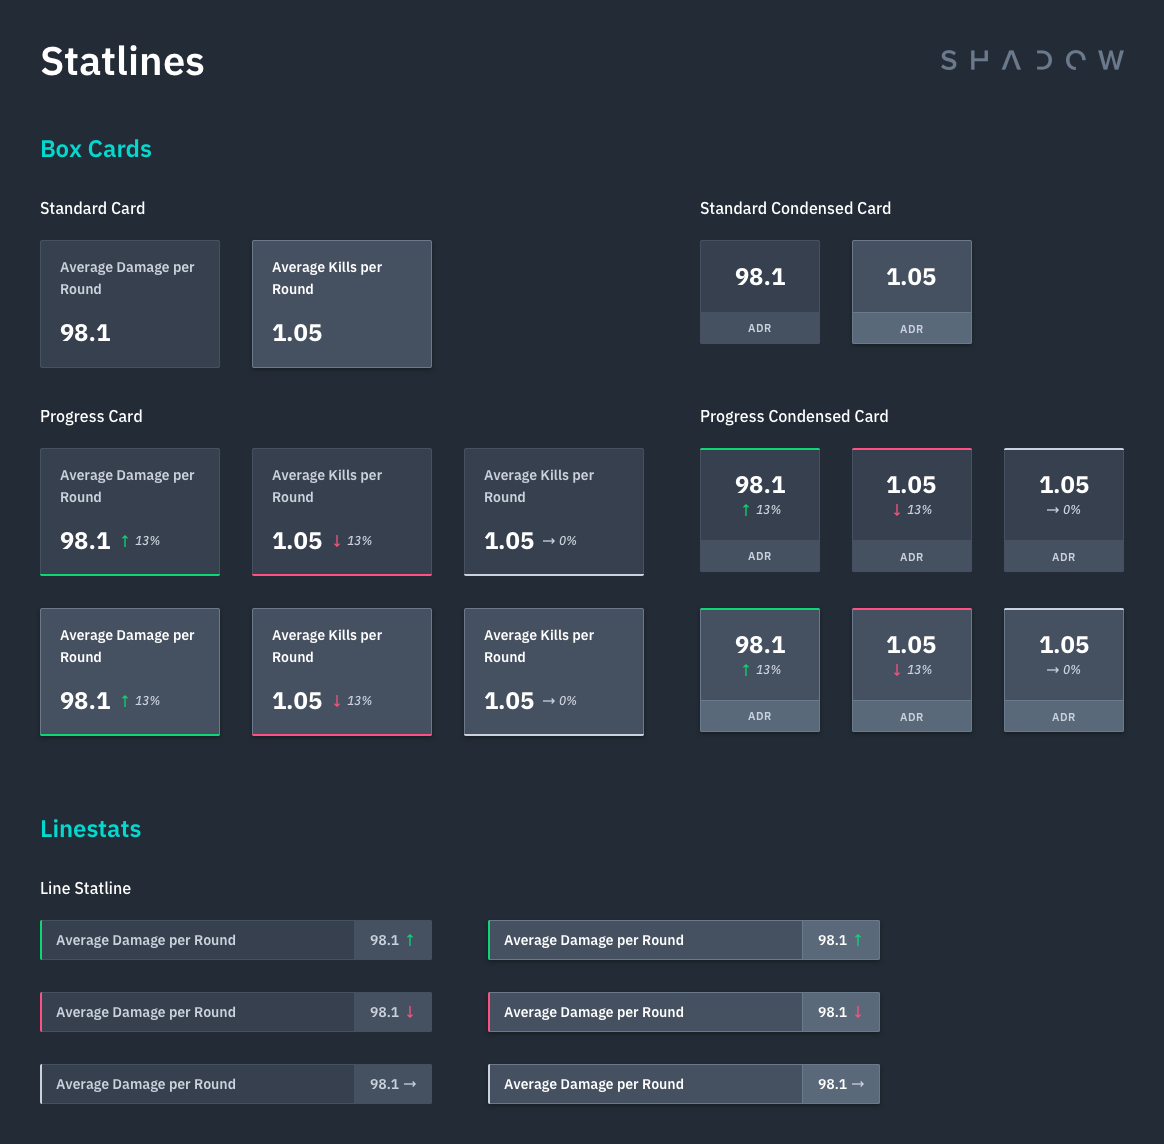 Statlines
SHADOW
Box Cards
Standard Card
Standard Condensed Card
Average Damage per
Round
98.1
Average Kills per
Round
1.05
98.1
ADR
1.05
ADR
Progress Card
Progress Condensed Card
Average Damage per
Round
98.1 ↑ 13%
Average Kills per
Round
1.05 ↓ 13%
Average Kills per
Round
1.05 → 0%
98.1
↑ 13%
ADR
1.05
↓ 13%
ADR
1.05
→ 0%
ADR
Average Damage per
Round
98.1 ↑ 13%
Average Kills per
Round
1.05 ↓ 13%
Average Kills per
Round
1.05 → 0%
98.1
↑ 13%
ADR
1.05
↓ 13%
ADR
1.05
→ 0%
ADR
Linestats
Line Statline
Average Damage per Round 98.1 ↑
Average Damage per Round 98.1 ↑
Average Damage per Round 98.1 ↓
Average Damage per Round 98.1 ↓
Average Damage per Round 98.1 →
Average Damage per Round 98.1 →